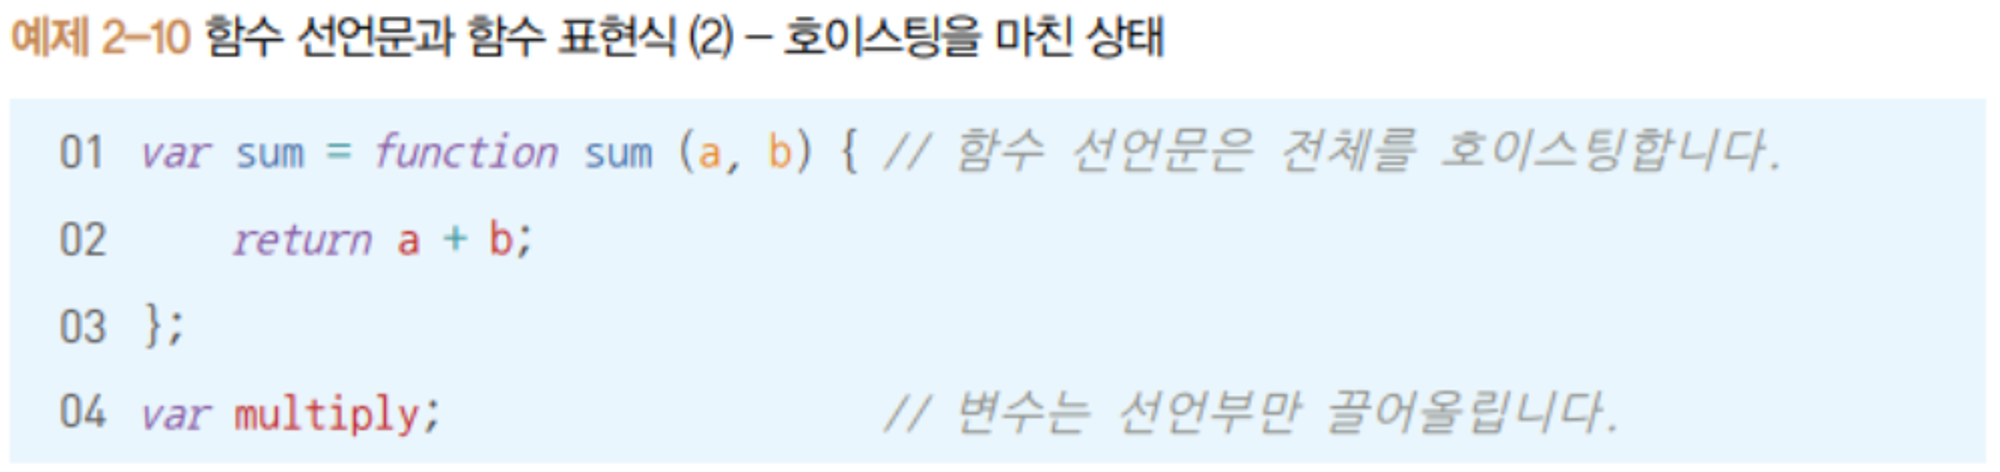 예제 2-10 함수 선언문과 함수 표현식 (2) – 호이스팅을 마친 상태
01 var sum = function sum (a, b) { // 함수 선언문은 전체를 호이스팅합니다.
02 return a + b;
03 };
04 var multiply; // 변수는 선언부만 끌어올립니다.